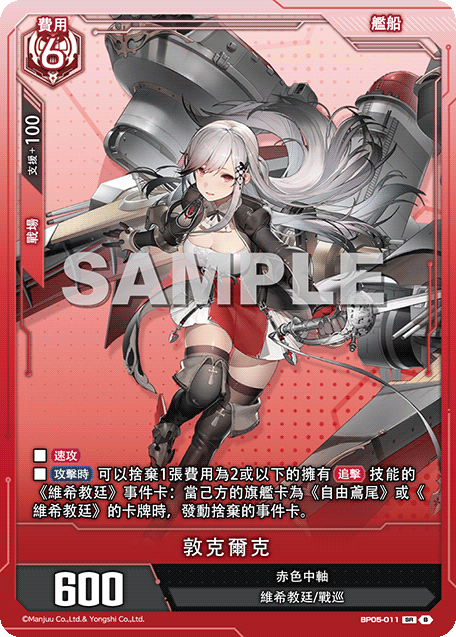 費用
6
艦船
支援+100
戰場
SAMPLE
■ 速攻
■ 攻擊時 可以捨棄1張費用為2或以下的擁有 追擊 技能的
《維希教廷》事件卡：當己方的旗艦卡為《自由鳶尾》或《
維希教廷》的卡牌時，發動捨棄的事件卡。
敦克爾克
600
赤色中軸
維希教廷/戰巡
©Manjuu Co.,Ltd.& Yongshi Co.,Ltd.
BP05-011 SR B